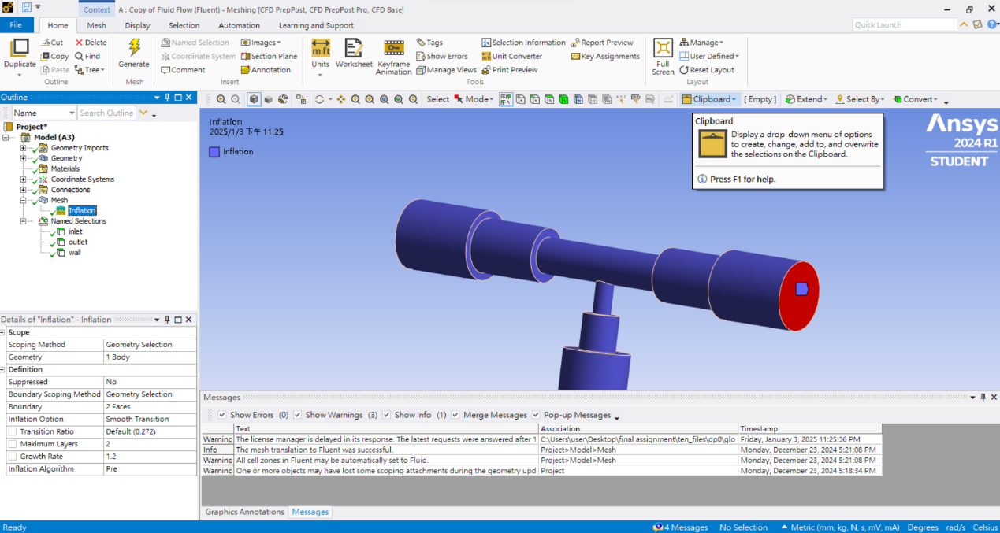 Context A : Copy of Fluid Flow (Fluent) - Meshing [CFD PrepPost, CFD PrepPost Pro, CFD Base]
File Home Mesh Display Selection Automation Learning and Support Quick Launch
Duplicate Cut Copy Paste Delete Find Tree Outline
Generate Mesh
Named Selection Coordinate System Comment Images Section Plane Annotation Insert
Units Worksheet Keyframe Animation Tags Show Errors Manage Views Selection Information Unit Converter Print Preview Report Preview Key Assignments Tools
Full Screen Manage User Defined Reset Layout Layout
Outline
Name Search Outline
Select Mode Clipboard [ Empty ] Extend Select By Convert
Project*
Model (A3)
Geometry Imports
Geometry
Materials
Coordinate Systems
Connections
Mesh
Inflation
Named Selections
inlet
outlet
wall
Inflation
2025/1/3 下午 11:25
Inflation
Clipboard
Display a drop-down menu of options
to create, change, add to, and overwrite
the selections on the Clipboard.
Press F1 for help.
Ansys
2024 R1
STUDENT
Details of "Inflation" - Inflation
Scope
Scoping Method Geometry Selection
Geometry 1 Body
Definition
Suppressed No
Boundary Scoping Method Geometry Selection
Boundary 2 Faces
Inflation Option Smooth Transition
Transition Ratio Default (0.272)
Maximum Layers 2
Growth Rate 1.2
Inflation Algorithm Pre
Messages
Show Errors (0) Show Warnings (3) Show Info (1) Merge Messages Pop-up Messages
Text Association Timestamp
Warninc The license manager is delayed in its response. The latest requests were answered after 1 C:\Users\user\Desktop\final assignment\ten_files\dp0\glo Friday, January 3, 2025 11:25:36 PM
Info The mesh translation to Fluent was successful. Project>Model>Mesh Monday, December 23, 2024 5:21:08 PM
Warninc All cell zones in Fluent may be automatically set to Fluid. Project>Model>Mesh Monday, December 23, 2024 5:21:08 PM
Warninc One or more objects may have lost some scoping attachments during the geometry upd Project Monday, December 23, 2024 5:18:34 PM
Graphics Annotations Messages
Ready 4 Messages No Selection Metric (mm, kg, N, s, mV, mA) Degrees rad/s Celsius